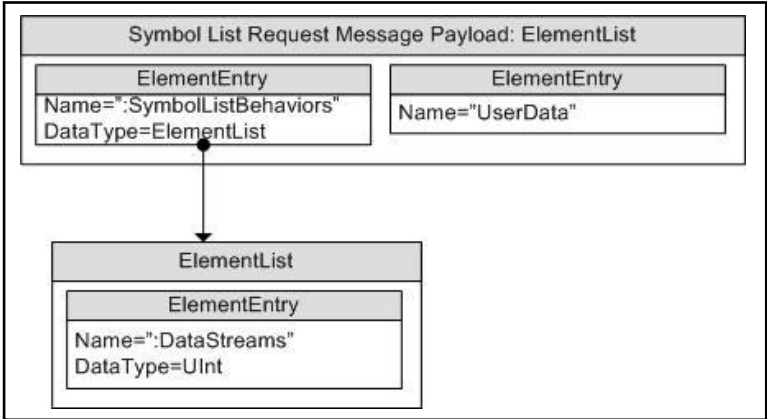 Symbol List Request Message Payload: ElementList
ElementEntry
Name=":SymbolListBehaviors"
DataType=ElementList
ElementEntry
Name="UserData"
ElementList
ElementEntry
Name=":DataStreams"
DataType=UInt